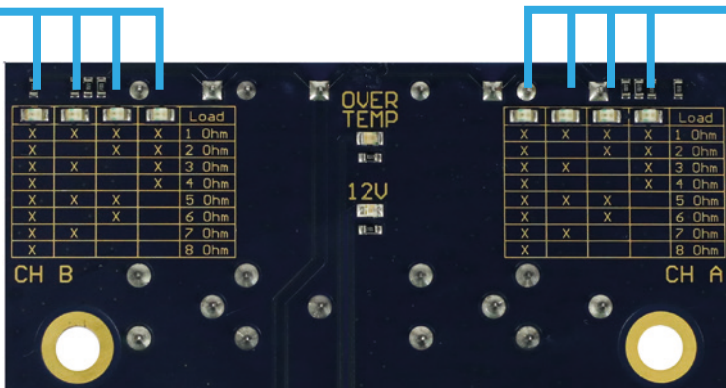 Load
X X X X 1 Ohm
X X X 2 Ohm
X X X 3 Ohm
X X 4 Ohm
X X X 5 Ohm
X X 6 Ohm
X X 7 Ohm
X 8 Ohm
CH B
OVER
TEMP
12V
Load
X X X X 1 Ohm
X X X 2 Ohm
X X X 3 Ohm
X X 4 Ohm
X X X 5 Ohm
X X 6 Ohm
X X 7 Ohm
X 8 Ohm
CH A